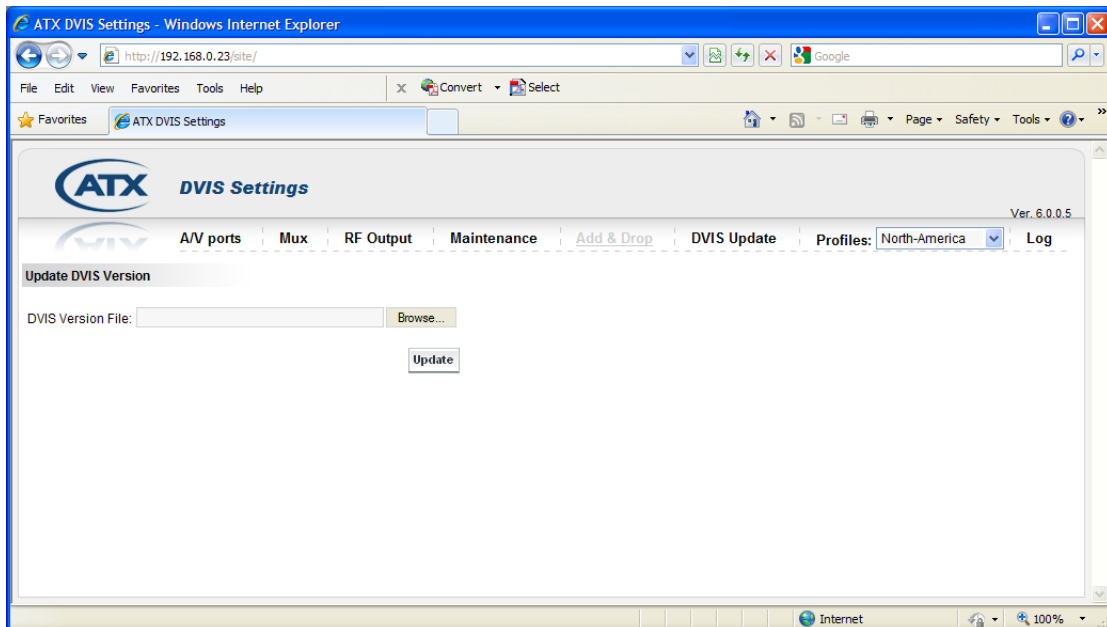 ATX DVIS Settings - Windows Internet Explorer
http://192.168.0.23/site/
Google
File Edit View Favorites Tools Help
x Convert Select
Favorites ATX DVIS Settings
Page Safety Tools »
ATX DVIS Settings
Ver. 6.0.0.5
A/V ports Mux RF Output Maintenance Add & Drop DVIS Update Profiles: North-America Log
Update DVIS Version
DVIS Version File: Browse...
Update
Internet 100%